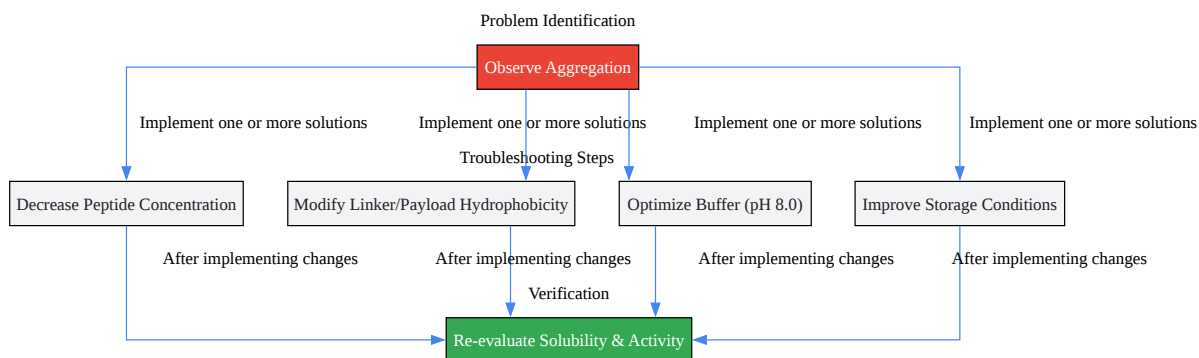 Problem Identification
Observe Aggregation
Implement one or more solutions
Implement one or more solutions
Implement one or more solutions
Implement one or more solutions
Troubleshooting Steps
Decrease Peptide Concentration
Modify Linker/Payload Hydrophobicity
Optimize Buffer (pH 8.0)
Improve Storage Conditions
After implementing changes
After implementing changes
After implementing changes
After implementing changes
Verification
Re-evaluate Solubility & Activity